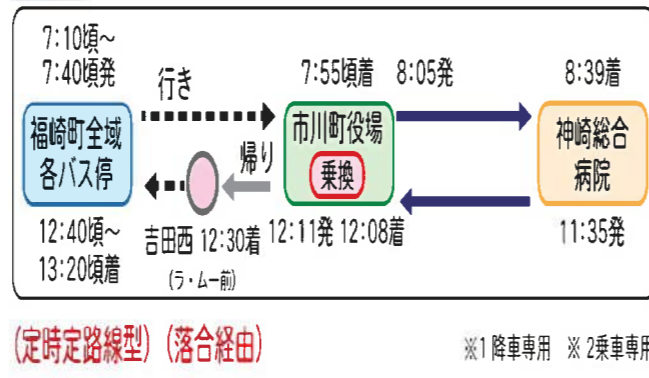 7:10頃~
7:40頃発
行き
7:55頃着 8:05発
8:39着
福崎町全域
各バス停
市川町役場
乗換
神崎総合
病院
帰り
12:40頃~
13:20頃着
吉田西 12:30着
(ラ・ムー前)
12:11発 12:08着
11:35発
(定時定路線型)(落合経由)
※1 降車専用 ※2乗車専用